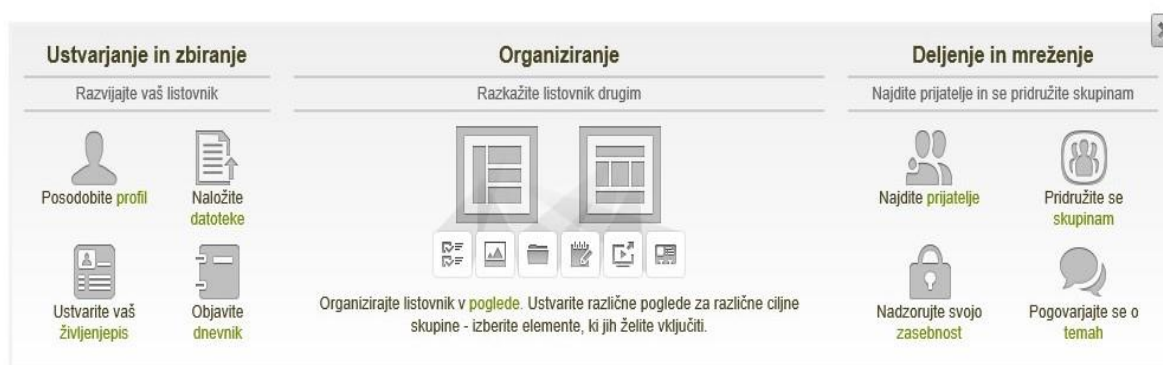 Ustvarjanje in zbiranje
Razvijajte vaš listovnik
Posodobite profil
Naložite
datoteke
Ustvarite vaš
življenjepis
Objavite
dnevnik
Organiziranje
Razkažite listovnik drugim
Organizirajte listovnik v poglede. Ustvarite različne poglede za različne ciljne
skupine - izberite elemente, ki jih želite vključiti.
Deljenje in mreženje
Najdite prijatelje in se pridružite skupinam
Najdite prijatelje
Pridružite se
skupinam
Nadzorujte svojo
zasebnost
Pogovarjajte se o
temah